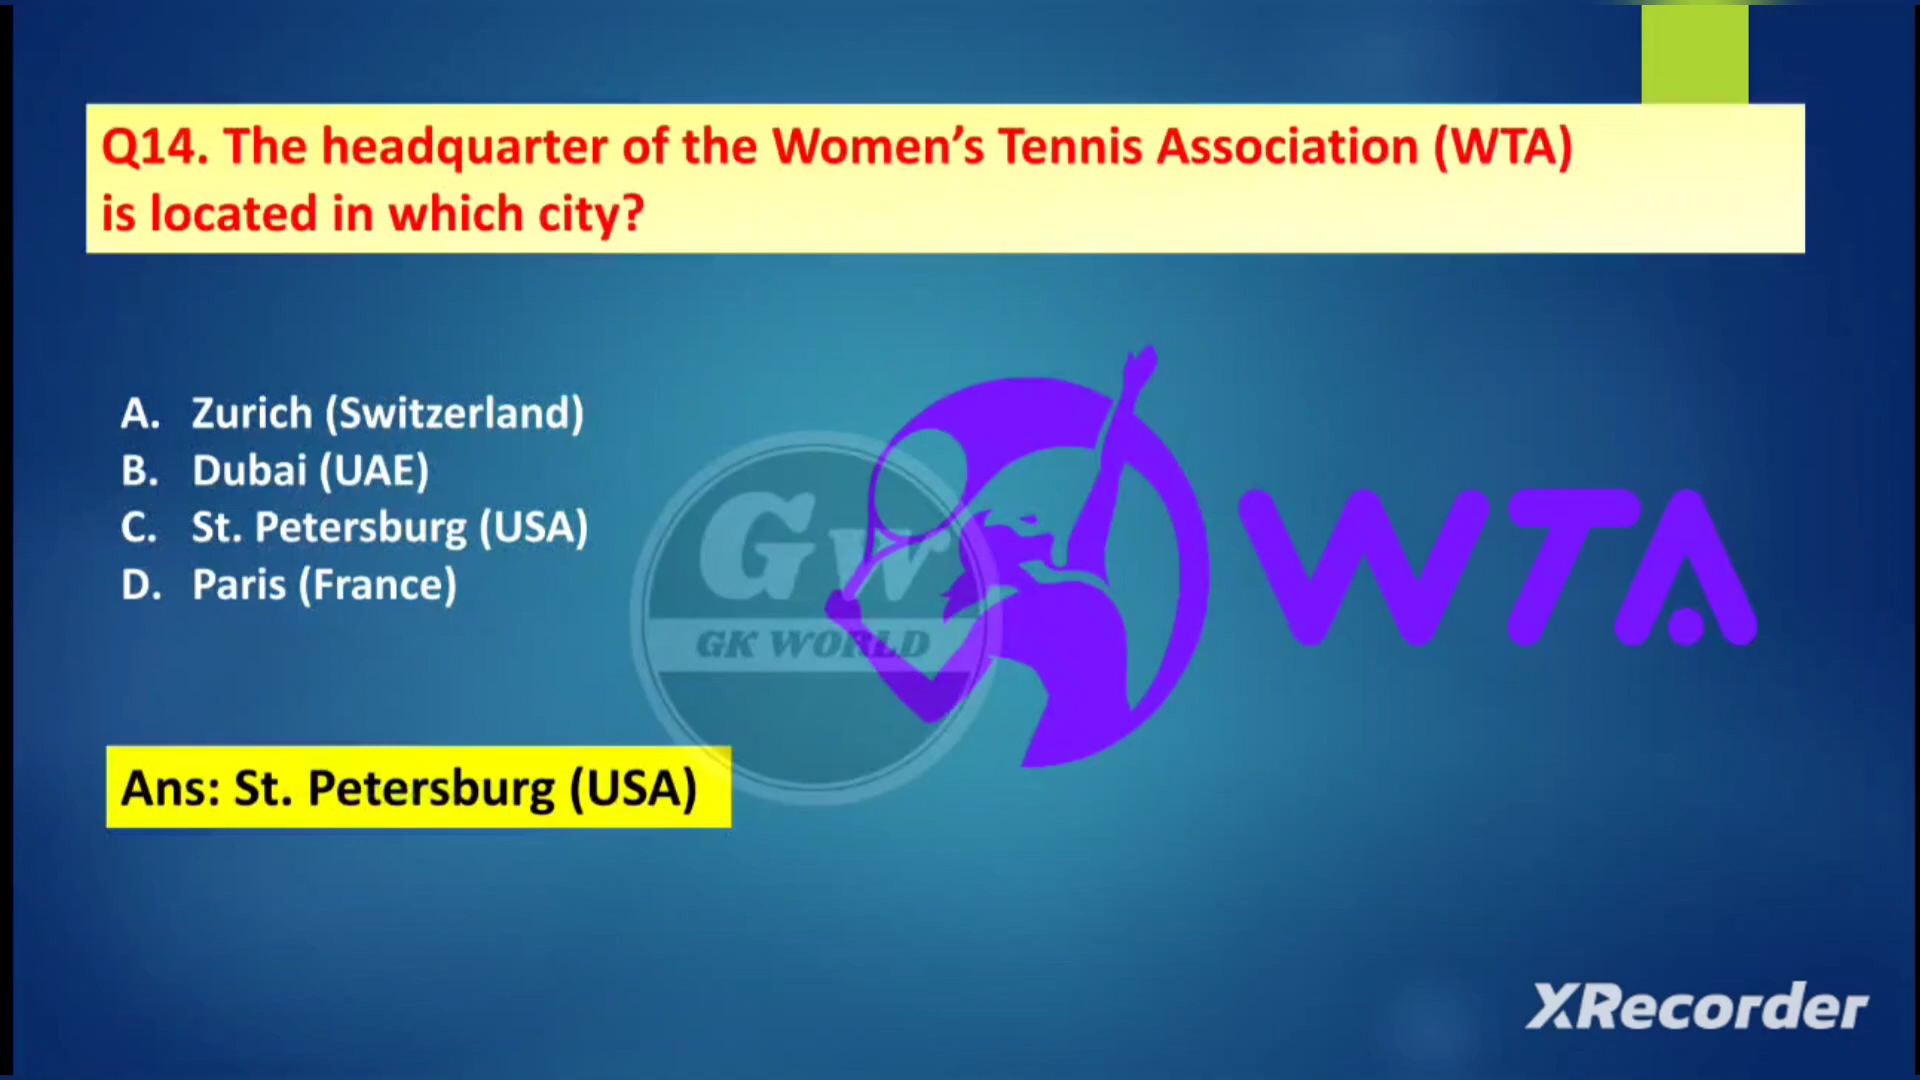 Q14. The headquarter of the Women’s Tennis Association (WTA)
is located in which city?
A. Zurich (Switzerland)
B. Dubai (UAE)
C. St. Petersburg (USA)
D. Paris (France)
GW
GK WORLD
WTA
Ans: St. Petersburg (USA)
XRecorder